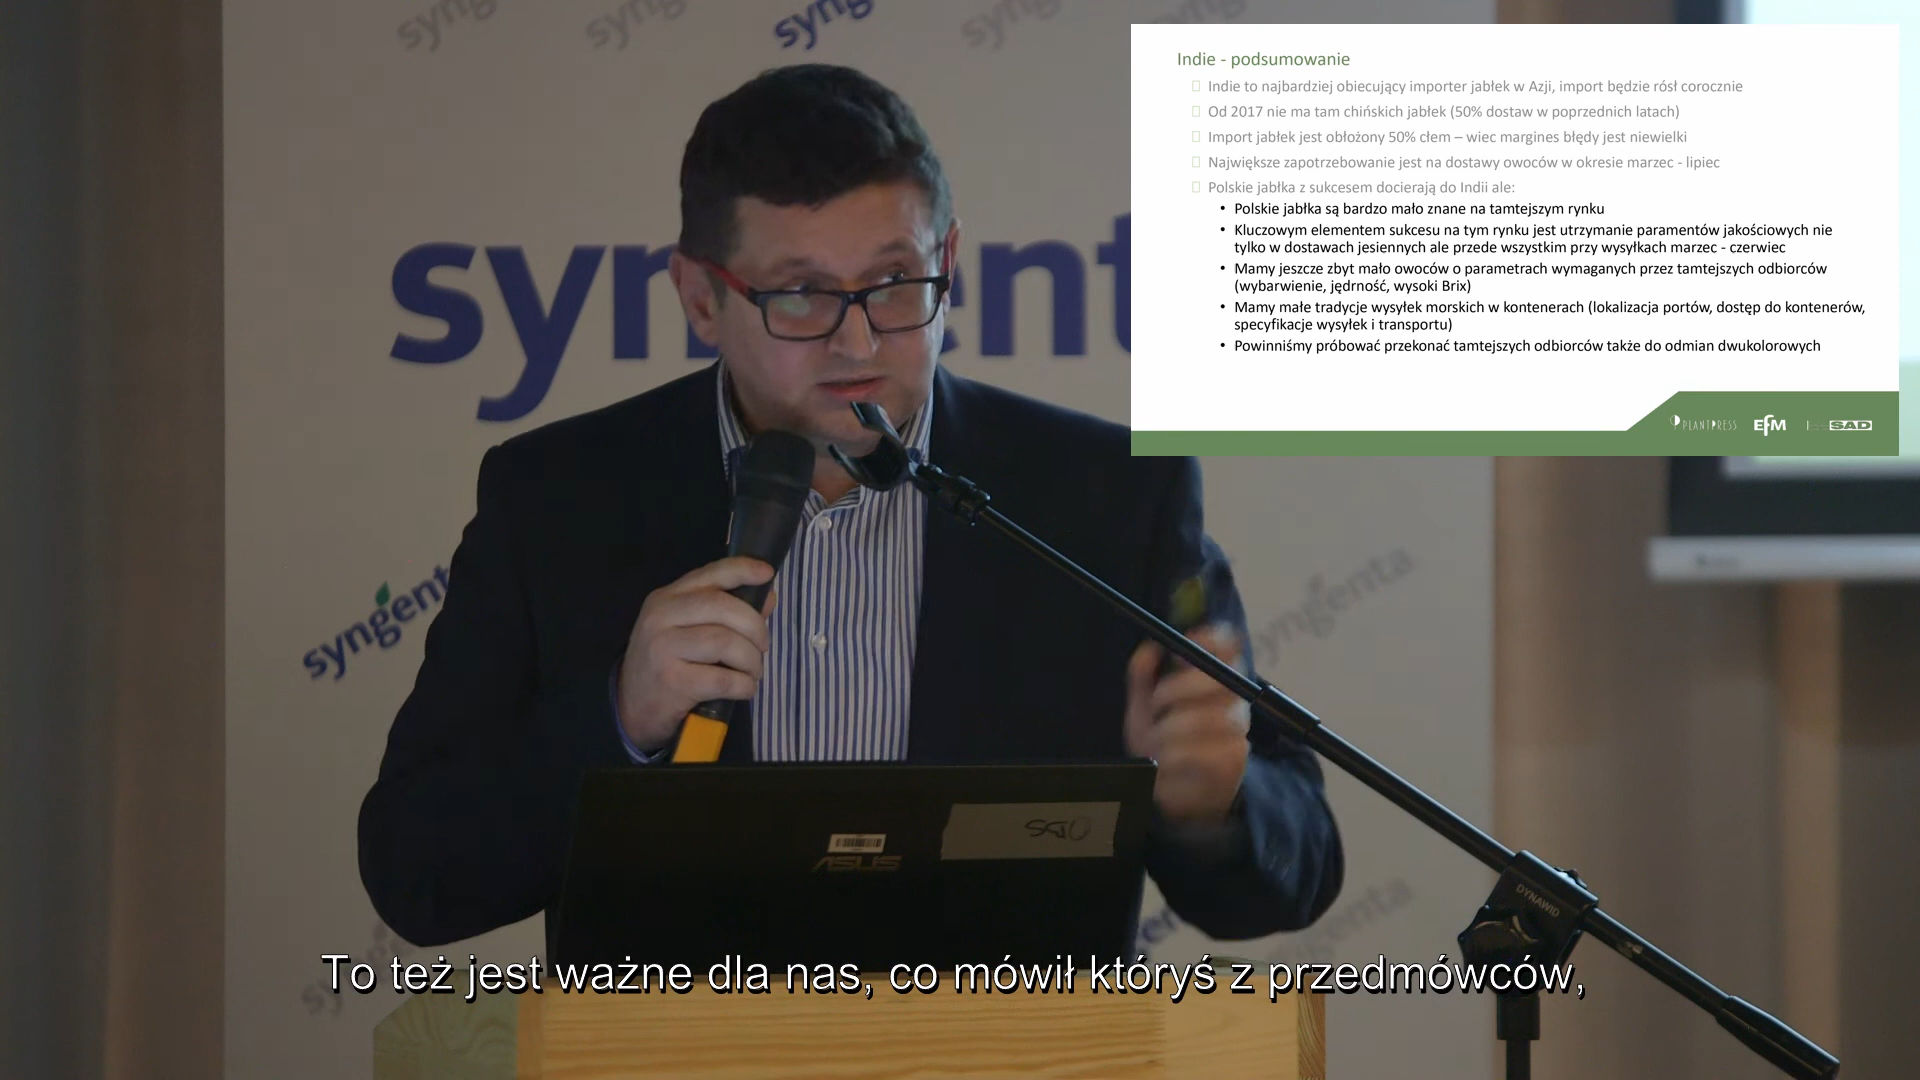 syng
syng
syng
syng
Indie - podsumowanie
Indie to najbardziej obiecujący importer jabłek w Azji, import będzie rósł corocznie
Od 2017 nie ma tam chińskich jabłek (50% dostaw w poprzednich latach)
Import jabłek jest obłożony 50% cłem – wiec margines błędy jest niewielki
Największe zapotrzebowanie jest na dostawy owoców w okresie marzec - lipiec
Polskie jabłka z sukcesem docierają do Indii ale:
• Polskie jabłka są bardzo mało znane na tamtejszym rynku
• Kluczowym elementem sukcesu na tym rynku jest utrzymanie paramentów jakościowych nie
tylko w dostawach jesiennych ale przede wszystkim przy wysyłkach marzec - czerwiec
• Mamy jeszcze zbyt mało owoców o parametrach wymaganych przez tamtejszych odbiorców
(wybarwienie, jędrność, wysoki Brix)
• Mamy małe tradycje wysyłek morskich w kontenerach (lokalizacja portów, dostęp do kontenerów,
specyfikacje wysyłek i transportu)
• Powinniśmy próbować przekonać tamtejszych odbiorców także do odmian dwukolorowych
PLANTPRESS EfM SAD
syn ent
syngenta
syngenta
ASUS
DYNAWID
syngenta
To też jest ważne dla nas, co mówił któryś z przedmówców,